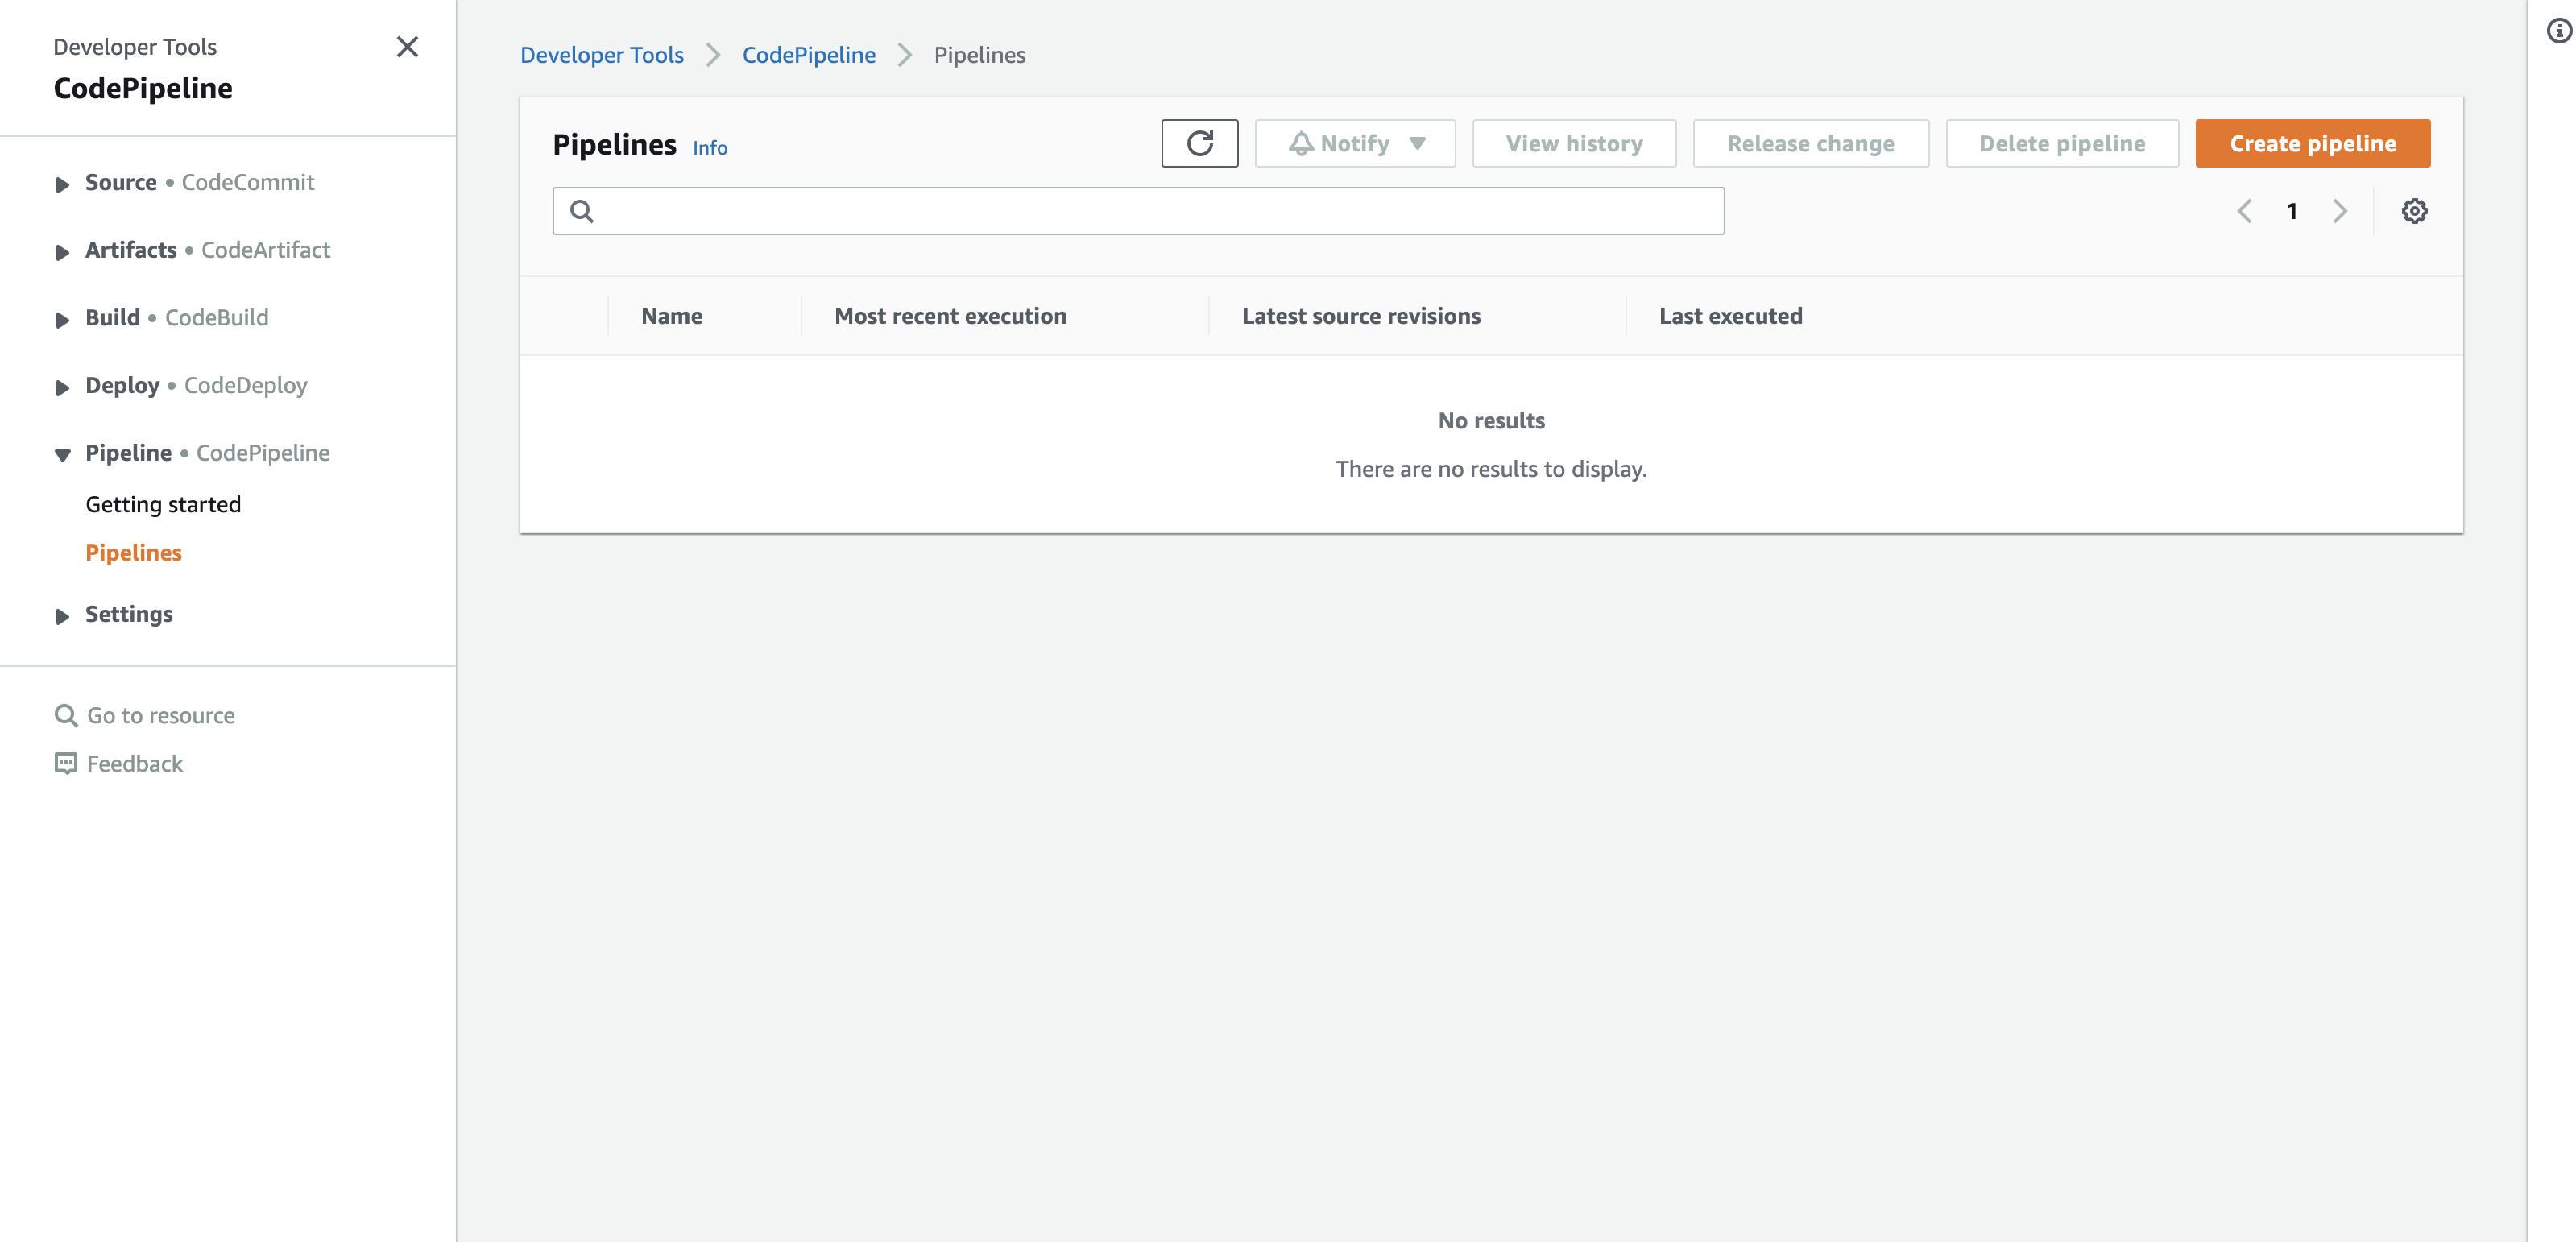 Developer Tools
CodePipeline
Source • CodeCommit
Artifacts • CodeArtifact
Build • CodeBuild
Deploy • CodeDeploy
Pipeline • CodePipeline
Getting started
Pipelines
Settings
Go to resource
Feedback
Developer Tools > CodePipeline > Pipelines
Pipelines Info
Notify
View history
Release change
Delete pipeline
Create pipeline
1
Name
Most recent execution
Latest source revisions
Last executed
No results
There are no results to display.